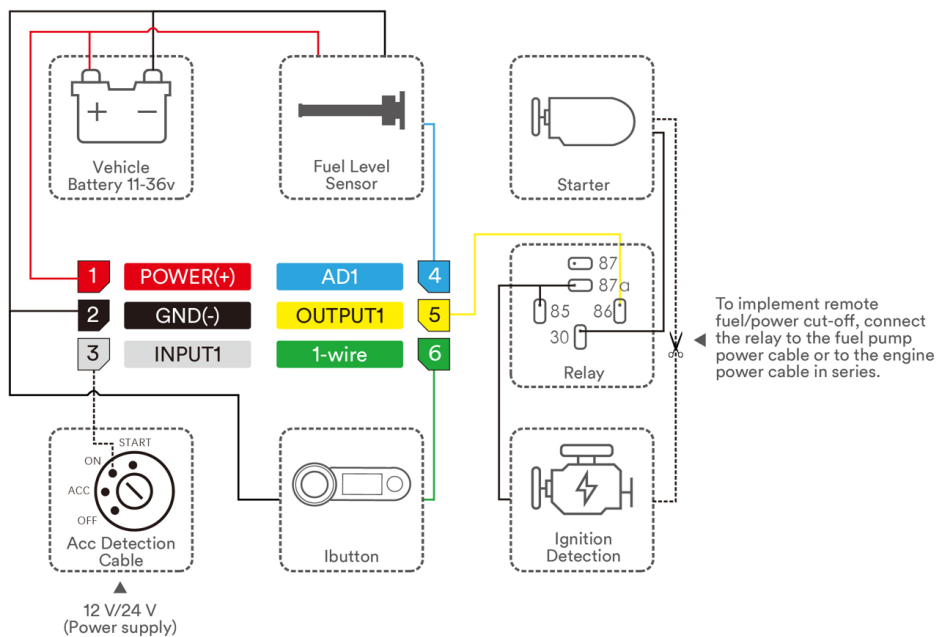 + −
Vehicle
Battery 11-36v
Fuel Level
Sensor
Starter
1 POWER(+)
2 GND(-)
3 INPUT1
AD1 4
OUTPUT1 5
1-wire 6
87
87a
85
86
30
Relay
To implement remote
fuel/power cut-off, connect
the relay to the fuel pump
power cable or to the engine
power cable in series.
START
ON
ACC
OFF
Acc Detection
Cable
Ibutton
Ignition
Detection
12 V/24 V
(Power supply)